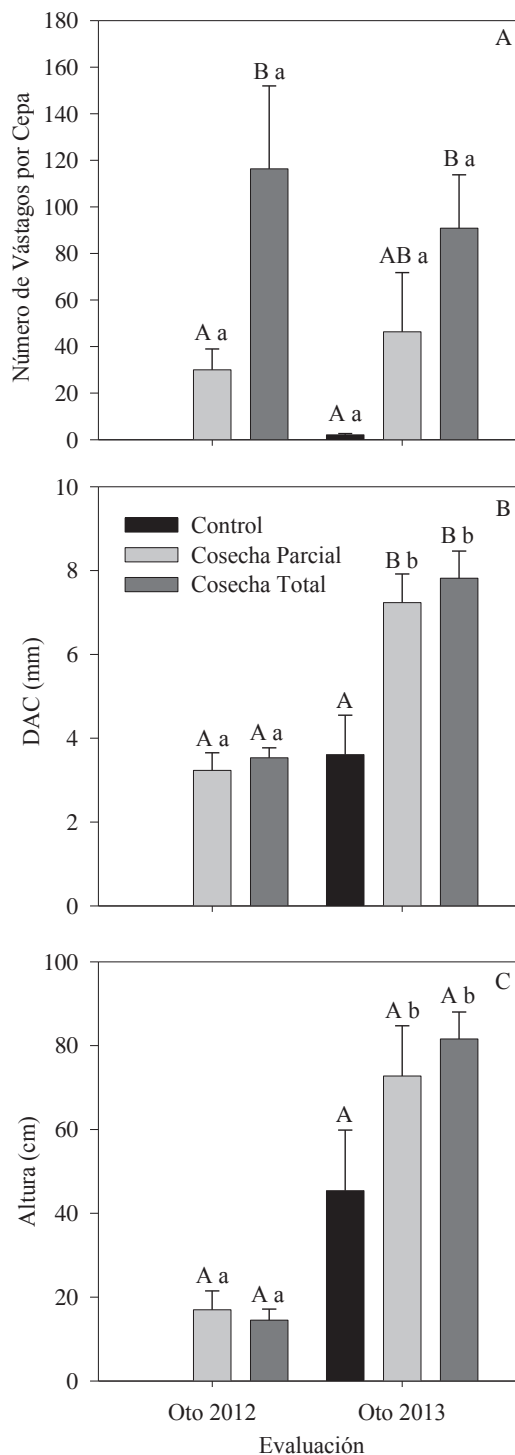 A
180
160
140
120
100
80
60
40
20
0
Número de Vástagos por Cepa
A a
B a
A a
AB a
B a
B
10
8
6
4
2
0
DAC (mm)
Control
Cosecha Parcial
Cosecha Total
A a
A a
A
B b
B b
C
100
80
60
40
20
0
Altura (cm)
A a
A a
A
A b
A b
Oto 2012
Oto 2013
Evaluación